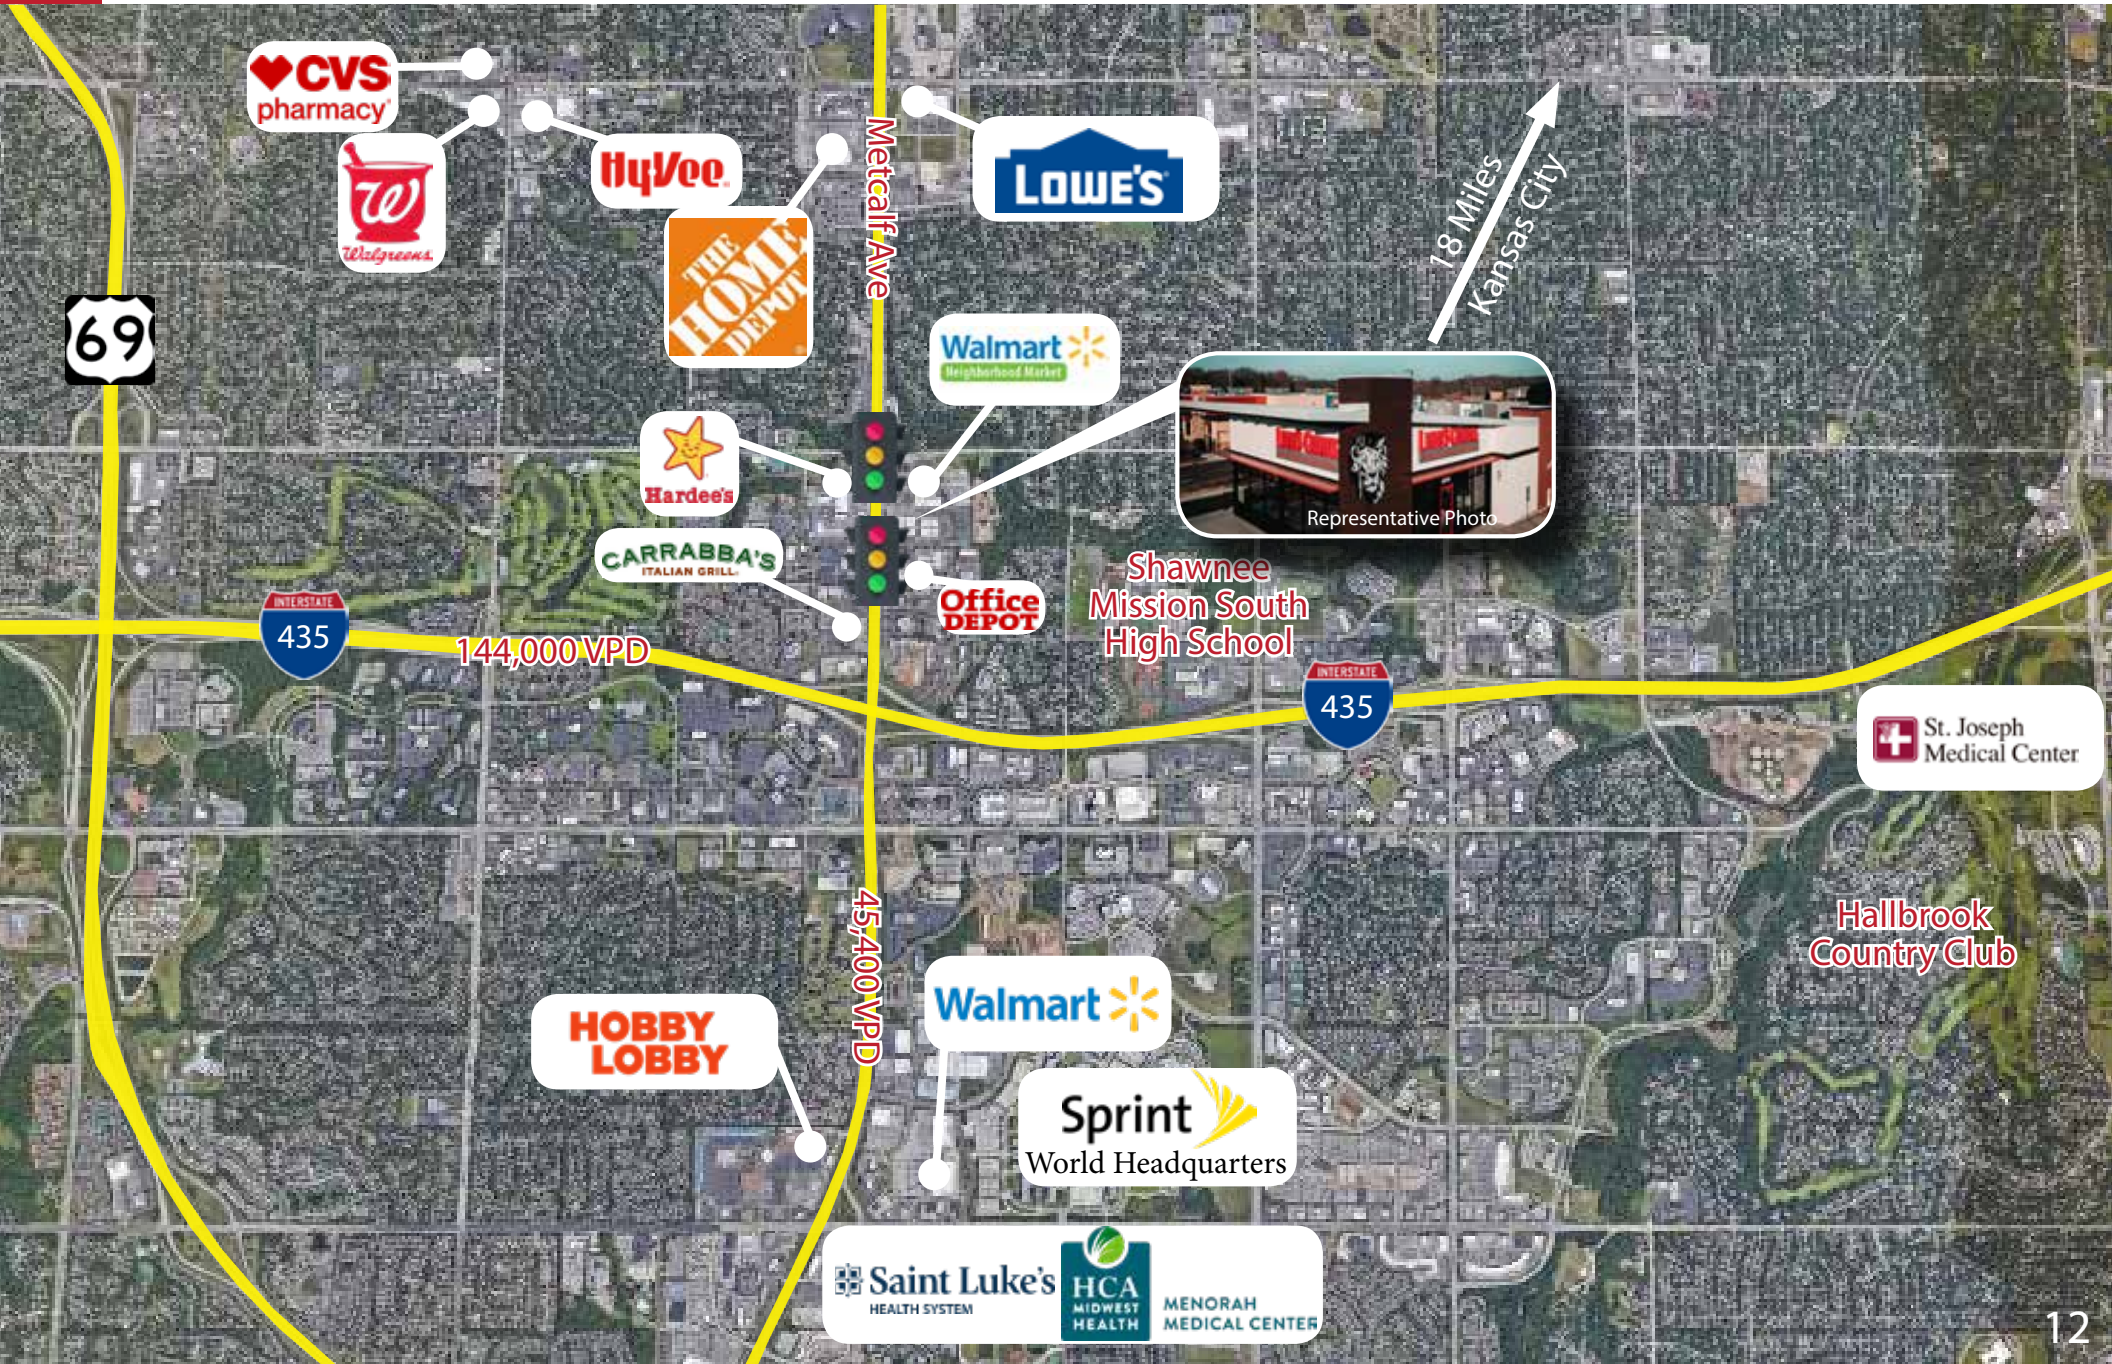 CVS
pharmacy
Walgreens
HyVee
THE
HOME
DEPOT
LOWE'S
Metcalf Ave
18 Miles
Kansas City
69
Walmart
Neighborhood Market
Hardee's
Representative Photo
CARRABBA'S
ITALIAN GRILL
Office
DEPOT
Shawnee
Mission South
High School
INTERSTATE
435
144,000 VPD
INTERSTATE
435
St. Joseph
Medical Center
45,400 VPD
Hallbrook
Country Club
HOBBY
LOBBY
Walmart
Sprint
World Headquarters
Saint Luke's
HEALTH SYSTEM
HCA
MIDWEST
HEALTH
MENORAH
MEDICAL CENTER
12